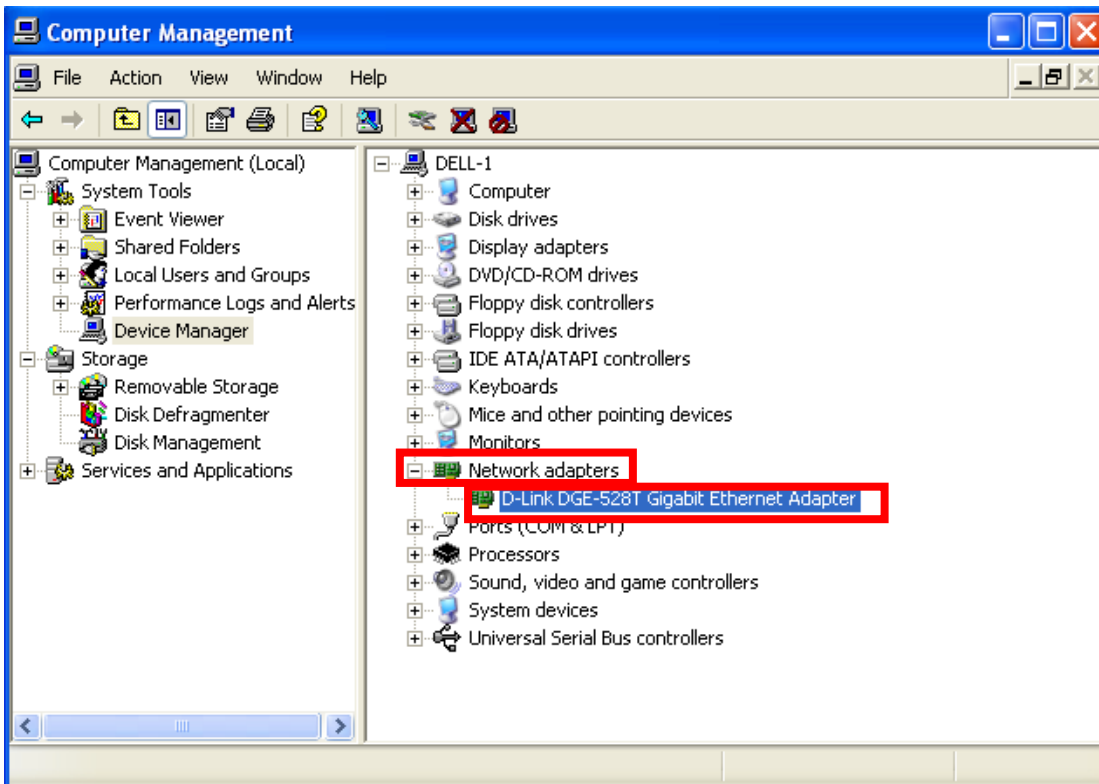 Computer Management
File Action View Window Help
Computer Management (Local)
System Tools
Event Viewer
Shared Folders
Local Users and Groups
Performance Logs and Alerts
Device Manager
Storage
Removable Storage
Disk Defragmenter
Disk Management
Services and Applications
DELL-1
Computer
Disk drives
Display adapters
DVD/CD-ROM drives
Floppy disk controllers
Floppy disk drives
IDE ATA/ATAPI controllers
Keyboards
Mice and other pointing devices
Monitors
Network adapters
D-Link DGE-528T Gigabit Ethernet Adapter
Ports (COM & LPT)
Processors
Sound, video and game controllers
System devices
Universal Serial Bus controllers